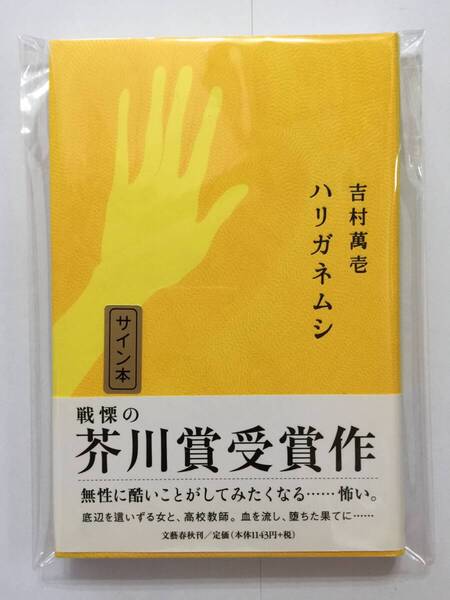 吉村萬壱
ハリガネムシ
サイン本
戦慄の
芥川賞受賞作
無性に酷いことがしてみたくなる……怖い。
底辺を這いずる女と、高校教師。血を流し、堕ちた果てに……
文藝春秋刊／定価(本体1143円+税)